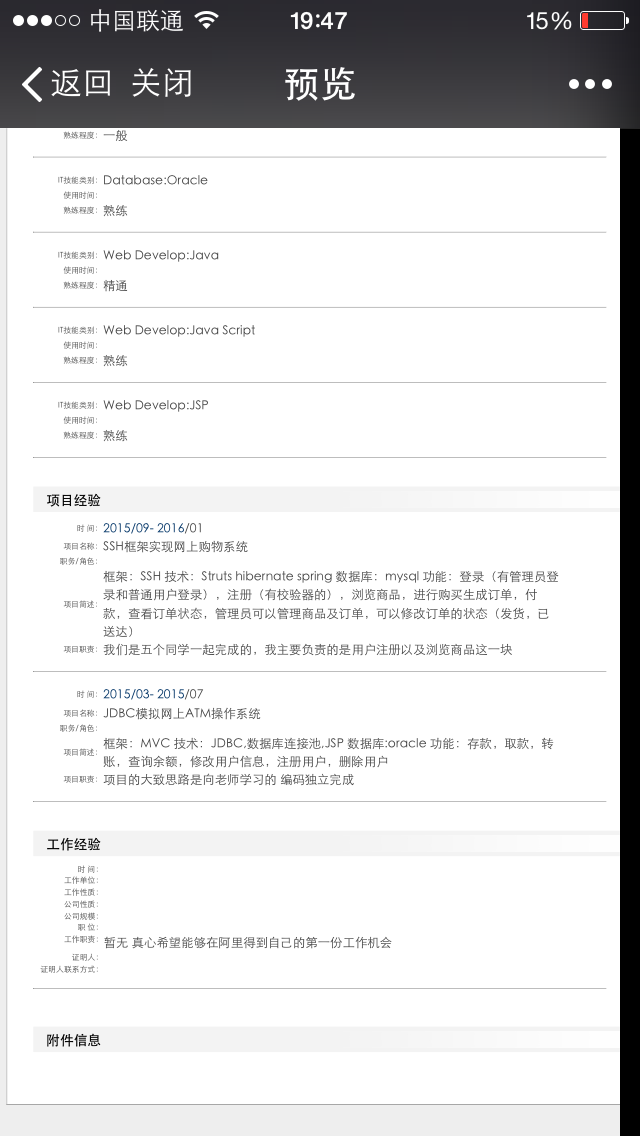 中国联通 19:47 15%
返回 关闭 预览
熟练程度： 一般
IT技能类别： Database:Oracle
使用时间：
熟练程度： 熟练
IT技能类别： Web Develop:Java
使用时间：
熟练程度： 精通
IT技能类别： Web Develop:Java Script
使用时间：
熟练程度： 熟练
IT技能类别： Web Develop:JSP
使用时间：
熟练程度： 熟练
项目经验
时 间： 2015/09- 2016/01
项目名称： SSH框架实现网上购物系统
职务/角色：
框架：SSH 技术：Struts hibernate spring 数据库：mysql 功能：登录（有管理员登
录和普通用户登录），注册（有校验器的），浏览商品，进行购买生成订单，付
项目简述： 款，查看订单状态，管理员可以管理商品及订单，可以修改订单的状态（发货，已
送达）
项目职责： 我们是五个同学一起完成的，我主要负责的是用户注册以及浏览商品这一块
时 间： 2015/03- 2015/07
项目名称： JDBC模拟网上ATM操作系统
职务/角色：
框架：MVC 技术：JDBC,数据库连接池,JSP 数据库:oracle 功能：存款，取款，转
项目简述： 账，查询余额，修改用户信息，注册用户，删除用户
项目职责： 项目的大致思路是向老师学习的 编码独立完成
工作经验
时 间：
工作单位：
工作性质：
公司性质：
公司规模：
职 位：
工作职责： 暂无 真心希望能够在阿里得到自己的第一份工作机会
证明人：
证明人联系方式：
附件信息